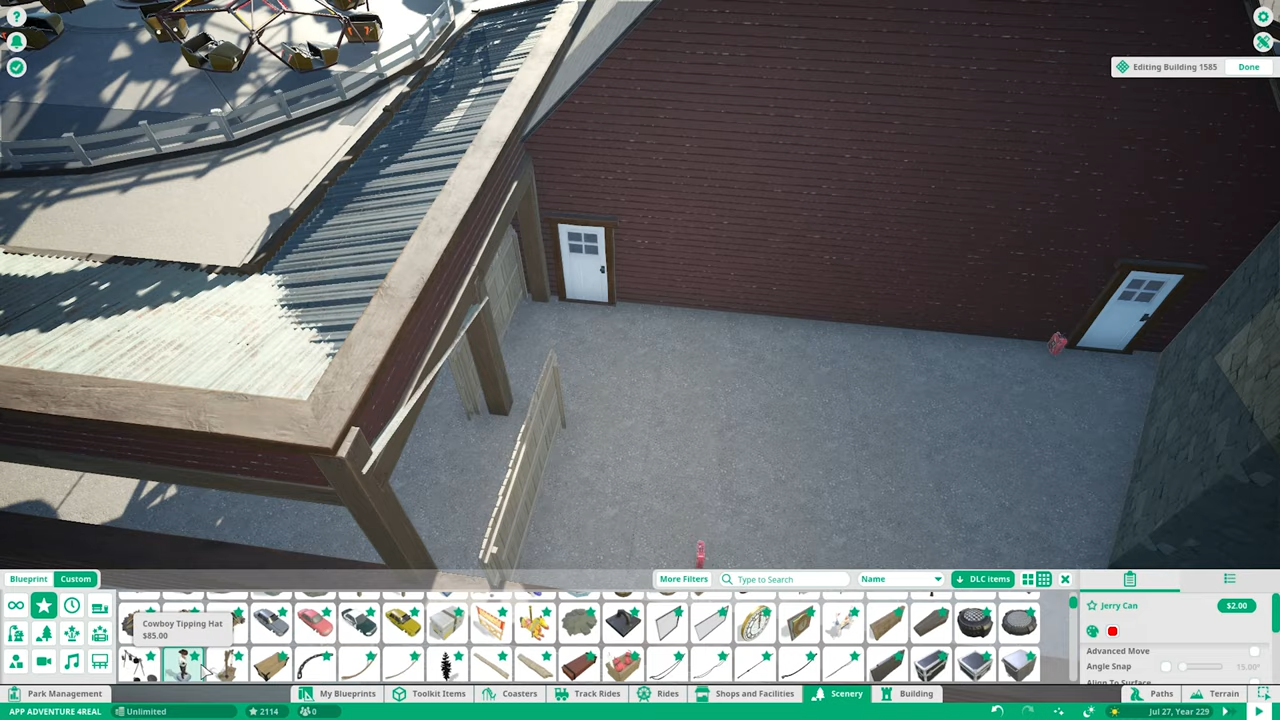 ?
Editing Building 1585
Done
Blueprint
Custom
More Filters
Type to Search
Name
DLC items
Cowboy Tipping Hat
$85.00
Jerry Can
$2.00
Advanced Move
Angle Snap
15.00°
Park Management
My Blueprints
Toolkit Items
Coasters
Track Rides
Rides
Shops and Facilities
Scenery
Building
Paths
Terrain
APP ADVENTURE 4REAL
Unlimited
2114
0
Jul 27, Year 229